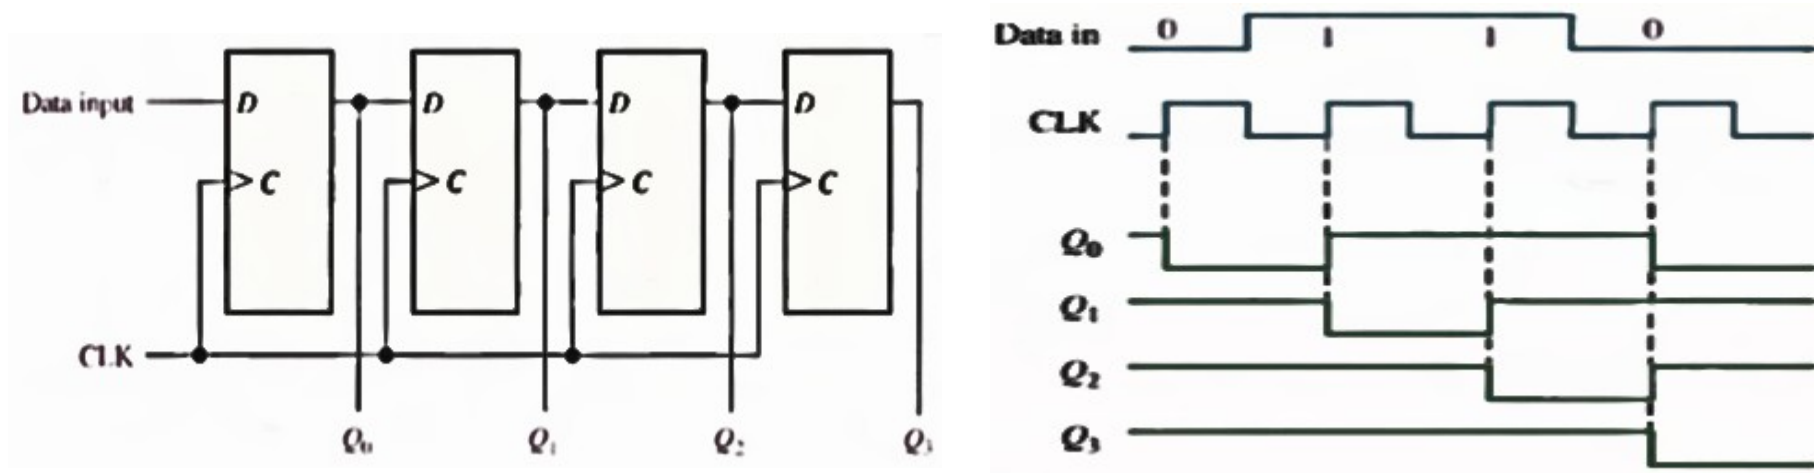 Data input
D
D
D
D
C
C
C
C
CLK
Q₀
Q₁
Q₂
Q₃
Data in
0
1
1
0
CLK
Q₀
Q₁
Q₂
Q₃